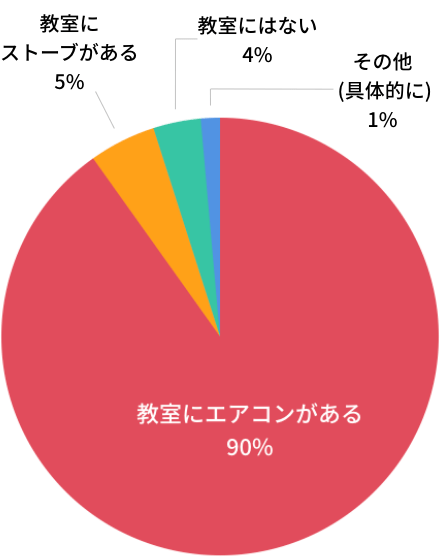 教室に
ストーブがある
5%
教室にはない
4%
その他
(具体的に)
1%
教室にエアコンがある
90%